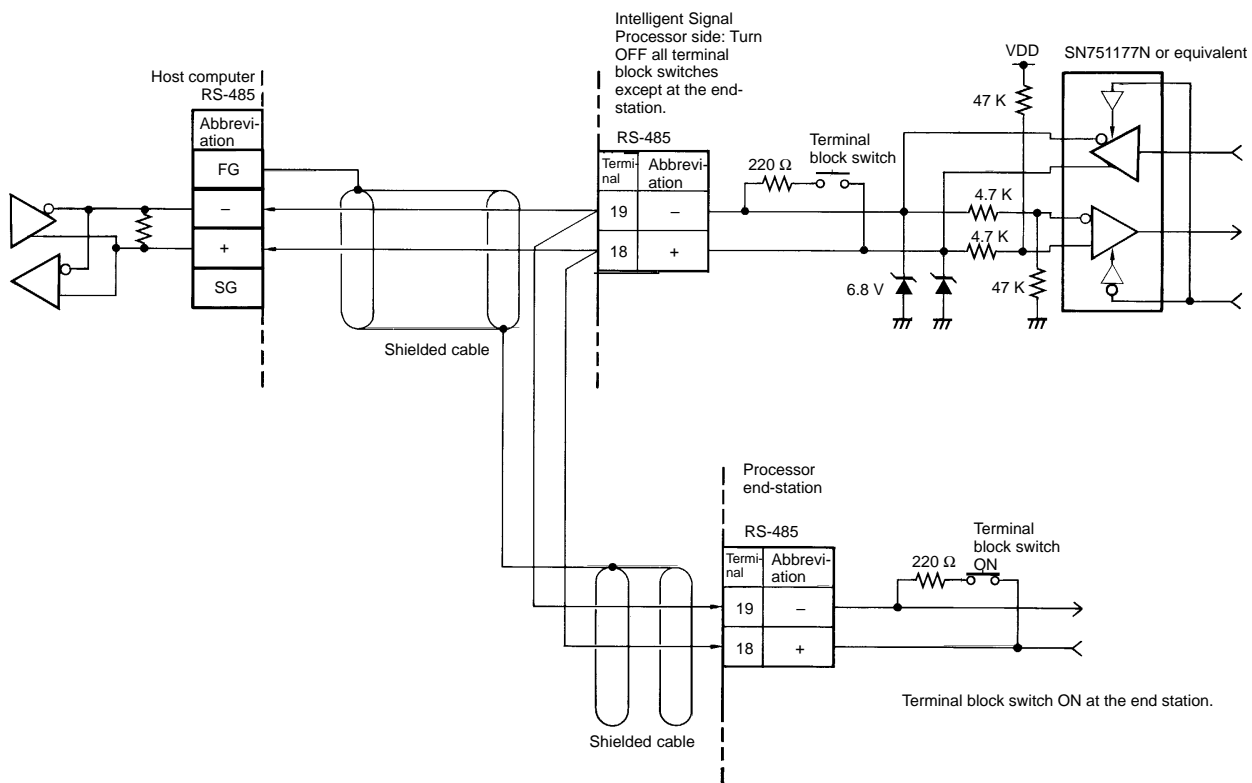 Intelligent Signal
Processor side: Turn
OFF all terminal
block switches
except at the end-
station.
Host computer
RS-485
Abbrevi-
ation
FG
–
+
SG
Shielded cable
RS-485
Termi-
nal
Abbrevi-
ation
19
–
18
+
220 Ω
Terminal
block switch
VDD
47 K
SN751177N or equivalent
4.7 K
4.7 K
6.8 V
47 K
Processor
end-station
RS-485
Termi-
nal
Abbrevi-
ation
19
–
18
+
220 Ω
Terminal
block switch
ON
Shielded cable
Terminal block switch ON at the end station.